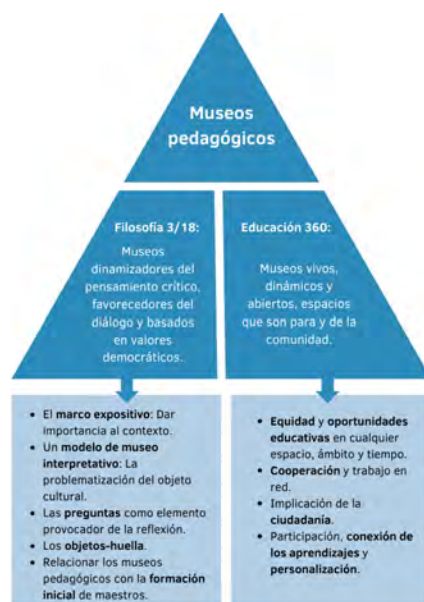 Museos
pedagógicos
Filosofía 3/18:
Museos
dinamizadores del
pensamiento crítico,
favorecedores del
diálogo y basados
en valores
democráticos.
Educación 360:
Museos vivos,
dinámicos y
abiertos, espacios
que son para y de la
comunidad.
• El marco expositivo: Dar
importancia al contexto.
• Un modelo de museo
interpretativo: La
problematización del objeto
cultural.
• Las preguntas como elemento
provocador de la reflexión.
• Los objetos-huella.
• Relacionar los museos
pedagógicos con la formación
inicial de maestros.
• Equidad y oportunidades
educativas en cualquier
espacio, ámbito y tiempo.
• Cooperación y trabajo en
red.
• Implicación de la
ciudadanía.
• Participación, conexión de
los aprendizajes y
personalización.